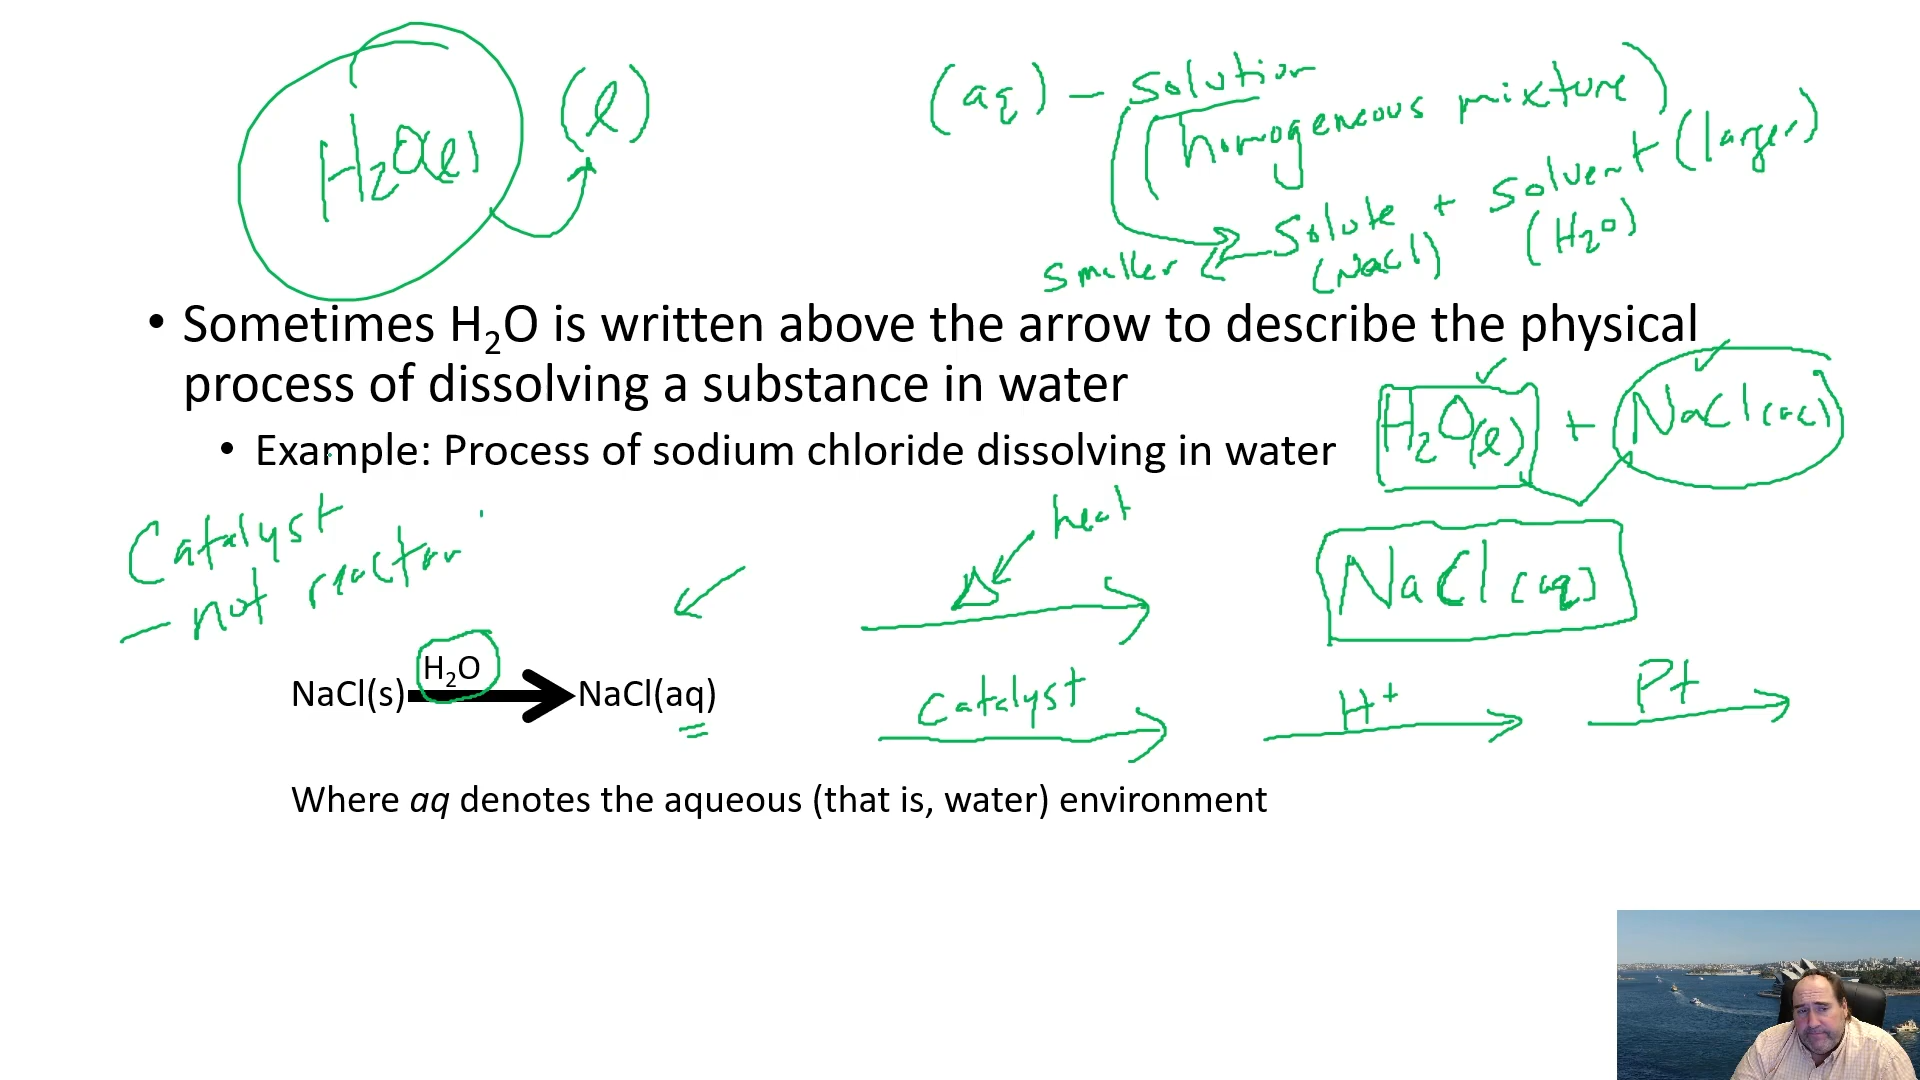 H₂O(l) (l)
(aq) - Solution
(homogeneous mixture)
Solute + Solvent (larger)
smaller (NaCl) (H₂O)
• Sometimes H₂O is written above the arrow to describe the physical
process of dissolving a substance in water
H₂O(l) + NaCl(aq)
• Example: Process of sodium chloride dissolving in water
Catalyst
- not reactor
Δ heat
NaCl(aq)
H₂O
NaCl(s) NaCl(aq)
Catalyst H⁺ Pt
Where aq denotes the aqueous (that is, water) environment